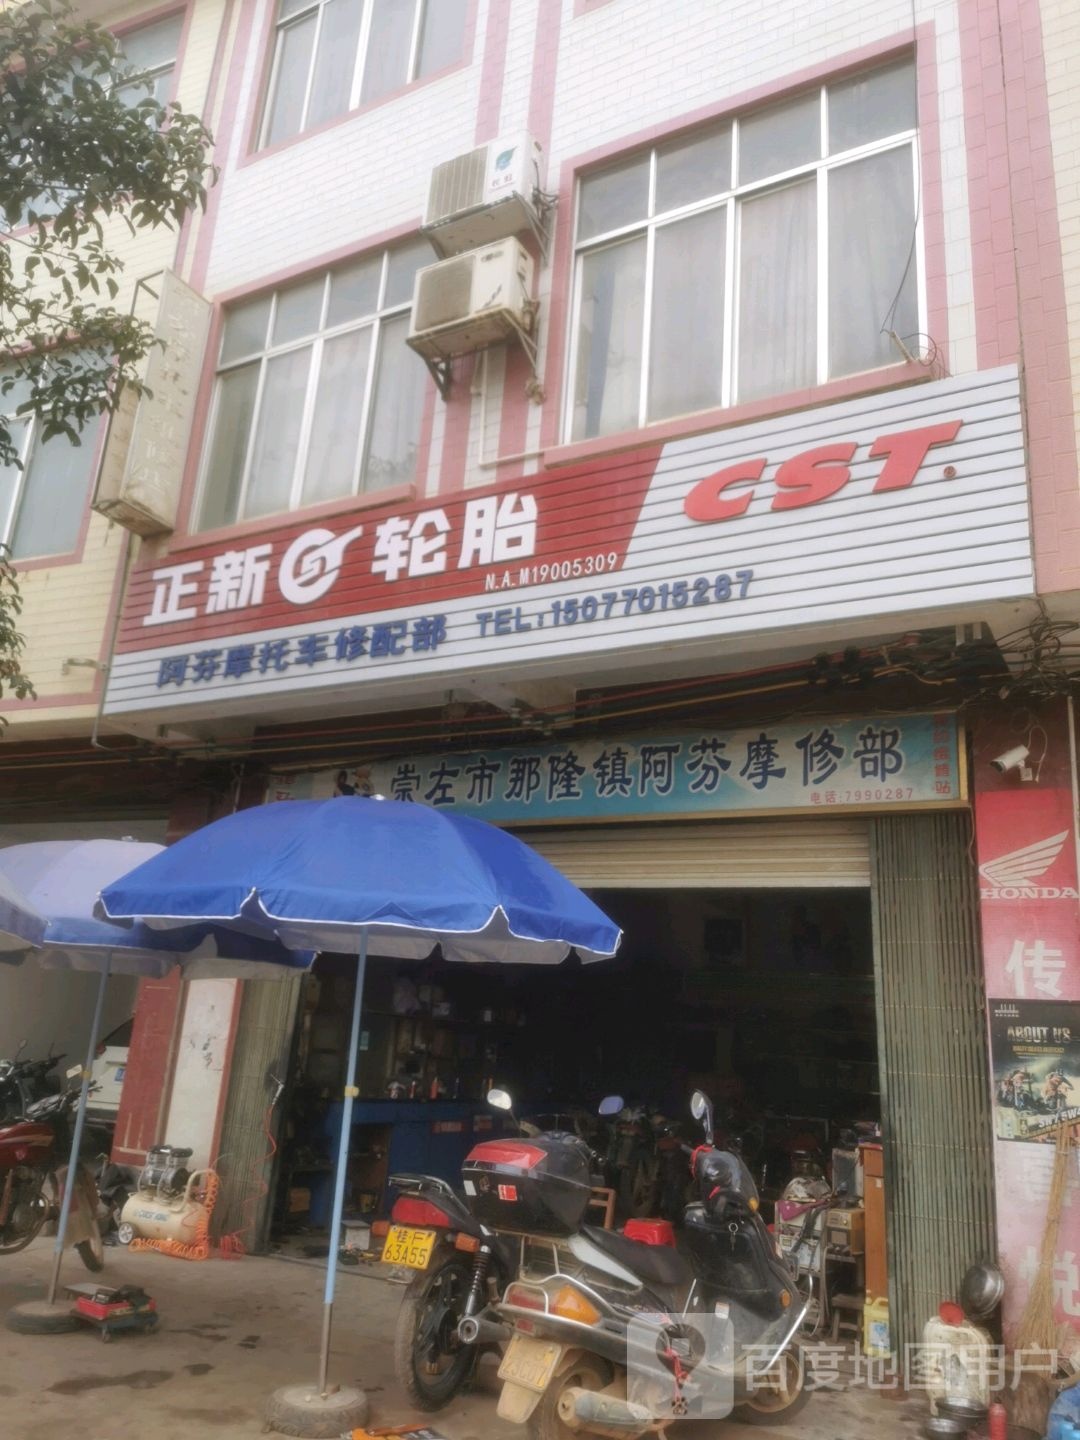 正新 轮胎 CST
N.A.M19005309
阿芬摩托车修配部 TEL:15077015287
崇左市那隆镇阿芬摩修部
电话:7990287
HONDA
传
ABOUT US
悦
桂F
63A55
百度地图用户